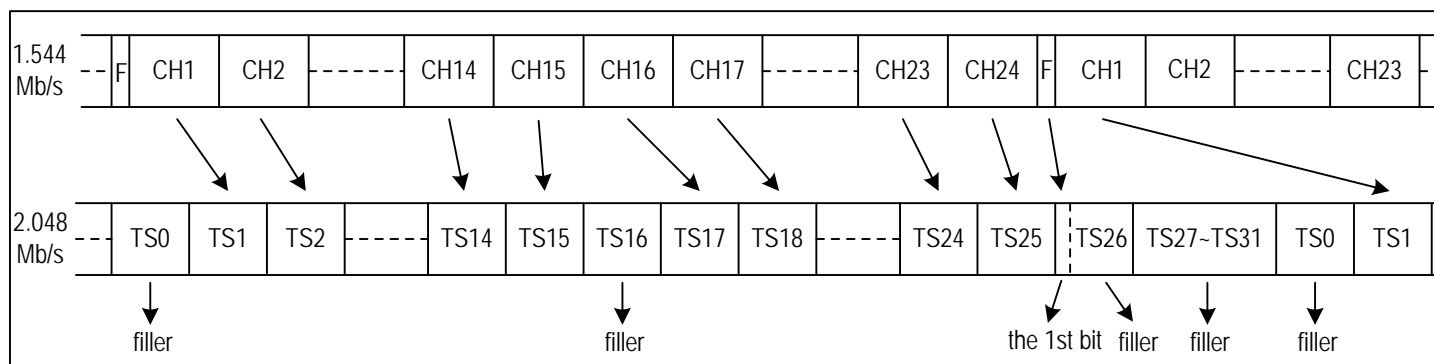 1.544
Mb/s
F CH1 CH2 CH14 CH15 CH16 CH17 CH23 CH24 F CH1 CH2 CH23
2.048
Mb/s
TS0 TS1 TS2 TS14 TS15 TS16 TS17 TS18 TS24 TS25 TS26 TS27~TS31 TS0 TS1
filler filler the 1st bit filler filler filler